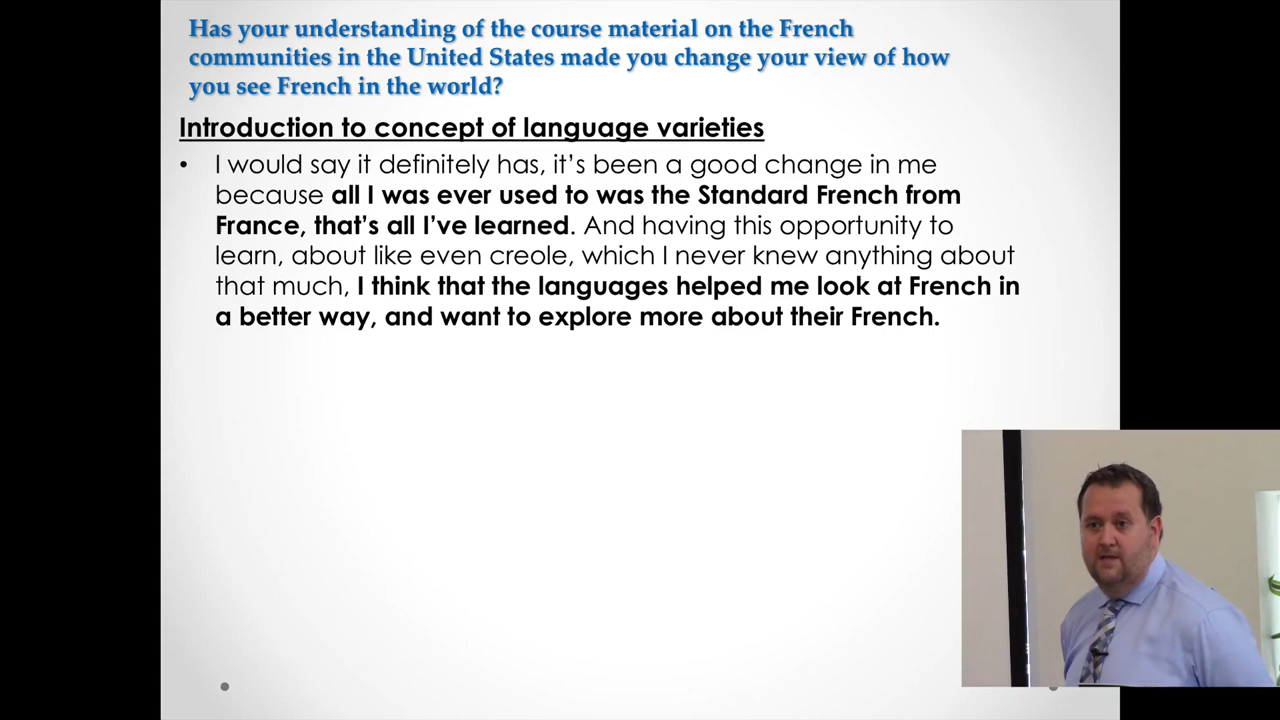 Has your understanding of the course material on the French
communities in the United States made you change your view of how
you see French in the world?
Introduction to concept of language varieties
• I would say it definitely has, it’s been a good change in me
because all I was ever used to was the Standard French from
France, that’s all I’ve learned. And having this opportunity to
learn, about like even creole, which I never knew anything about
that much, I think that the languages helped me look at French in
a better way, and want to explore more about their French.